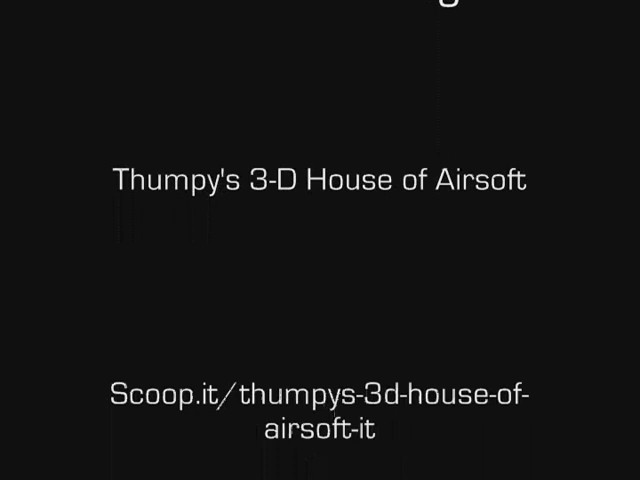 Thumpy's 3-D House of Airsoft
Scoop.it/thumpys-3d-house-of-
airsoft-it